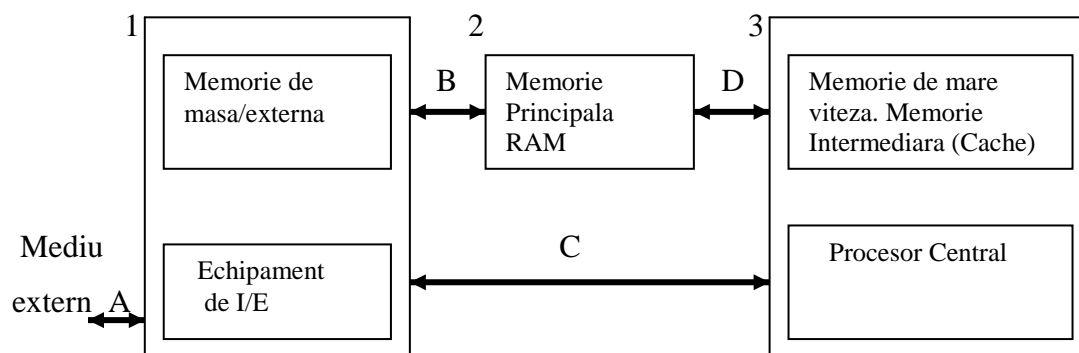 1
2
3
Memorie de
masa/externa
B
Memorie
Principala
RAM
D
Memorie de mare
viteza. Memorie
Intermediara (Cache)
Mediu
extern A
Echipament
de I/E
C
Procesor Central